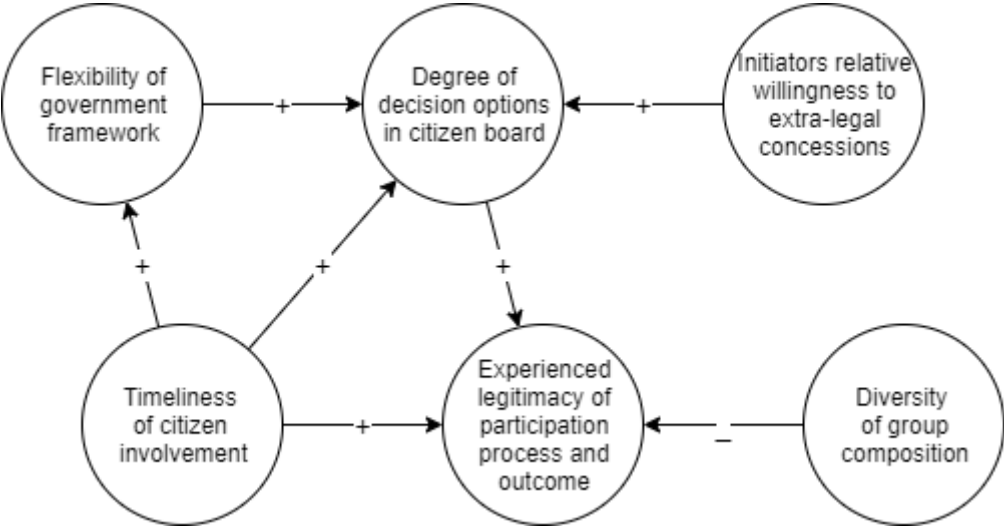 Flexibility of
government
framework
+
Degree of
decision options
in citizen board
+
Initiators relative
willingness to
extra-legal
concessions
+
+
+
Timeliness
of citizen
involvement
+
Experienced
legitimacy of
participation
process and
outcome
_
Diversity
of group
composition